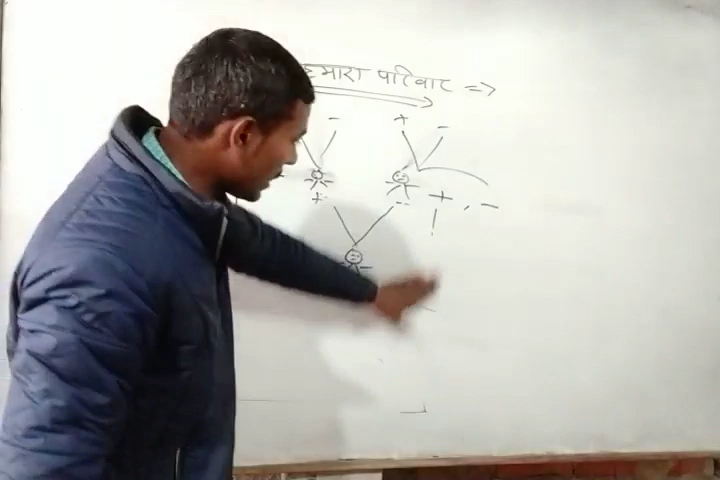 हमारा परिवार =>
- + -
+ - + , -